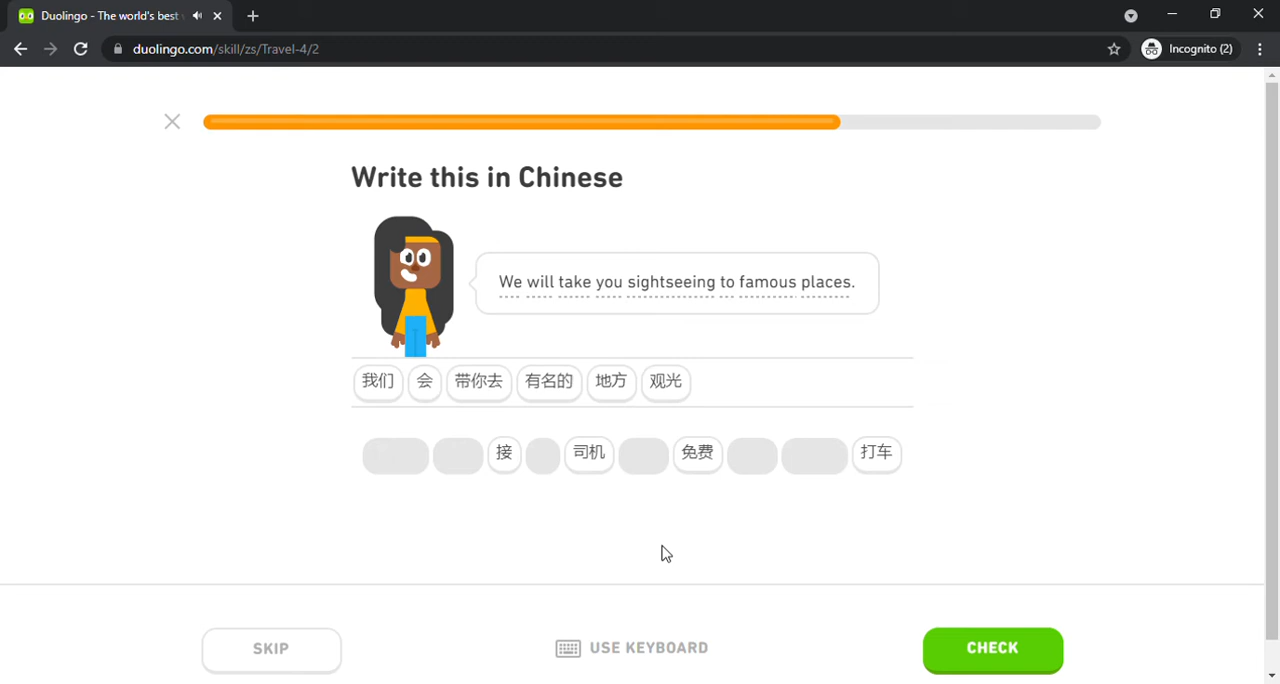 Duolingo - The world's best
duolingo.com/skill/zs/Travel-4/2
Incognito (2)
Write this in Chinese
We will take you sightseeing to famous places.
我们 会 带你去 有名的 地方 观光
接 司机 免费 打车
SKIP
USE KEYBOARD
CHECK